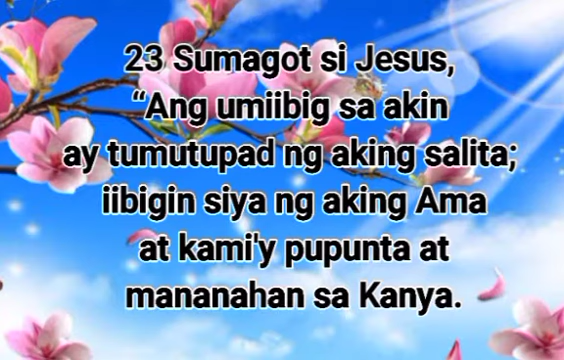 23 Sumagot si Jesus,
“Ang umiibig sa akin
ay tumutupad ng aking salita;
iibigin siya ng aking Ama
at kami'y pupunta at
mananahan sa Kanya.